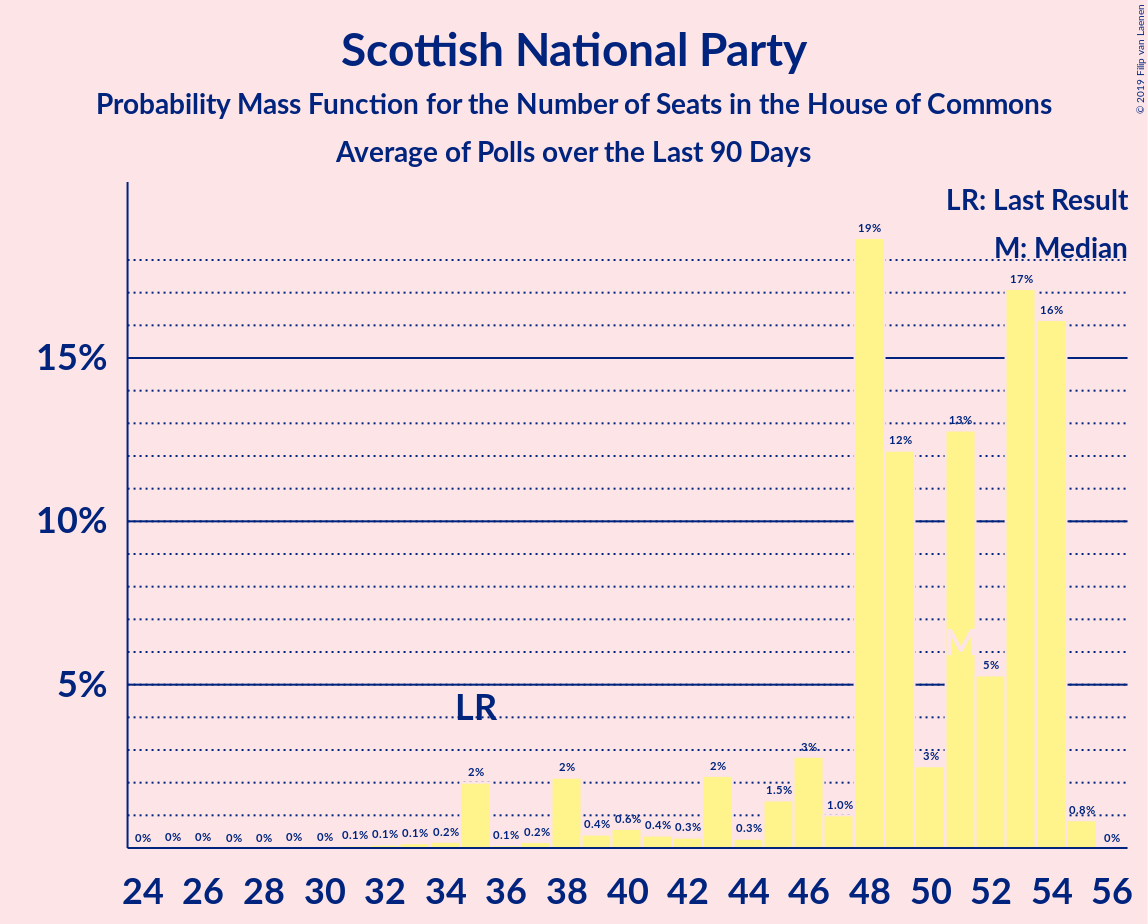 Scottish National Party
Probability Mass Function for the Number of Seats in the House of Commons
Average of Polls over the Last 90 Days
© 2019 Filip van Laenen
LR: Last Result
M: Median
15%
10%
5%
0% 0% 0% 0% 0% 0% 0% 0.1% 0.1% 0.1% 0.2% 2% 0.1% 0.2% 2% 0.4% 0.6% 0.4% 0.3% 2% 0.3% 1.5% 3% 1.0% 19% 12% 3% 13% 5% 17% 16% 0.8% 0%
LR
M
24 26 28 30 32 34 36 38 40 42 44 46 48 50 52 54 56